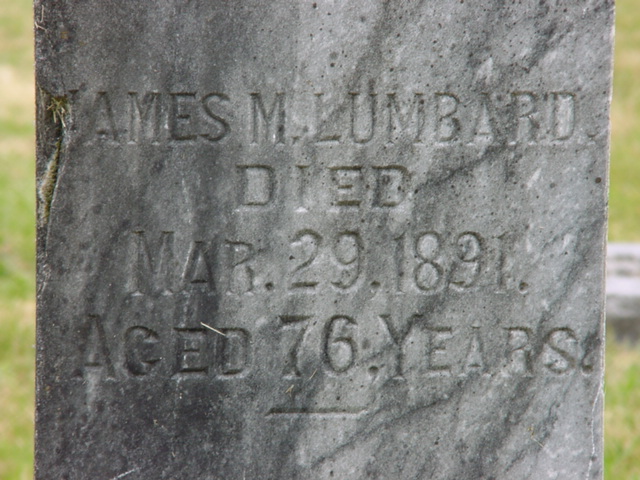 JAMES M. LUMBARD.
DIED
MAR. 29. 1891.
AGED 76. YEARS.